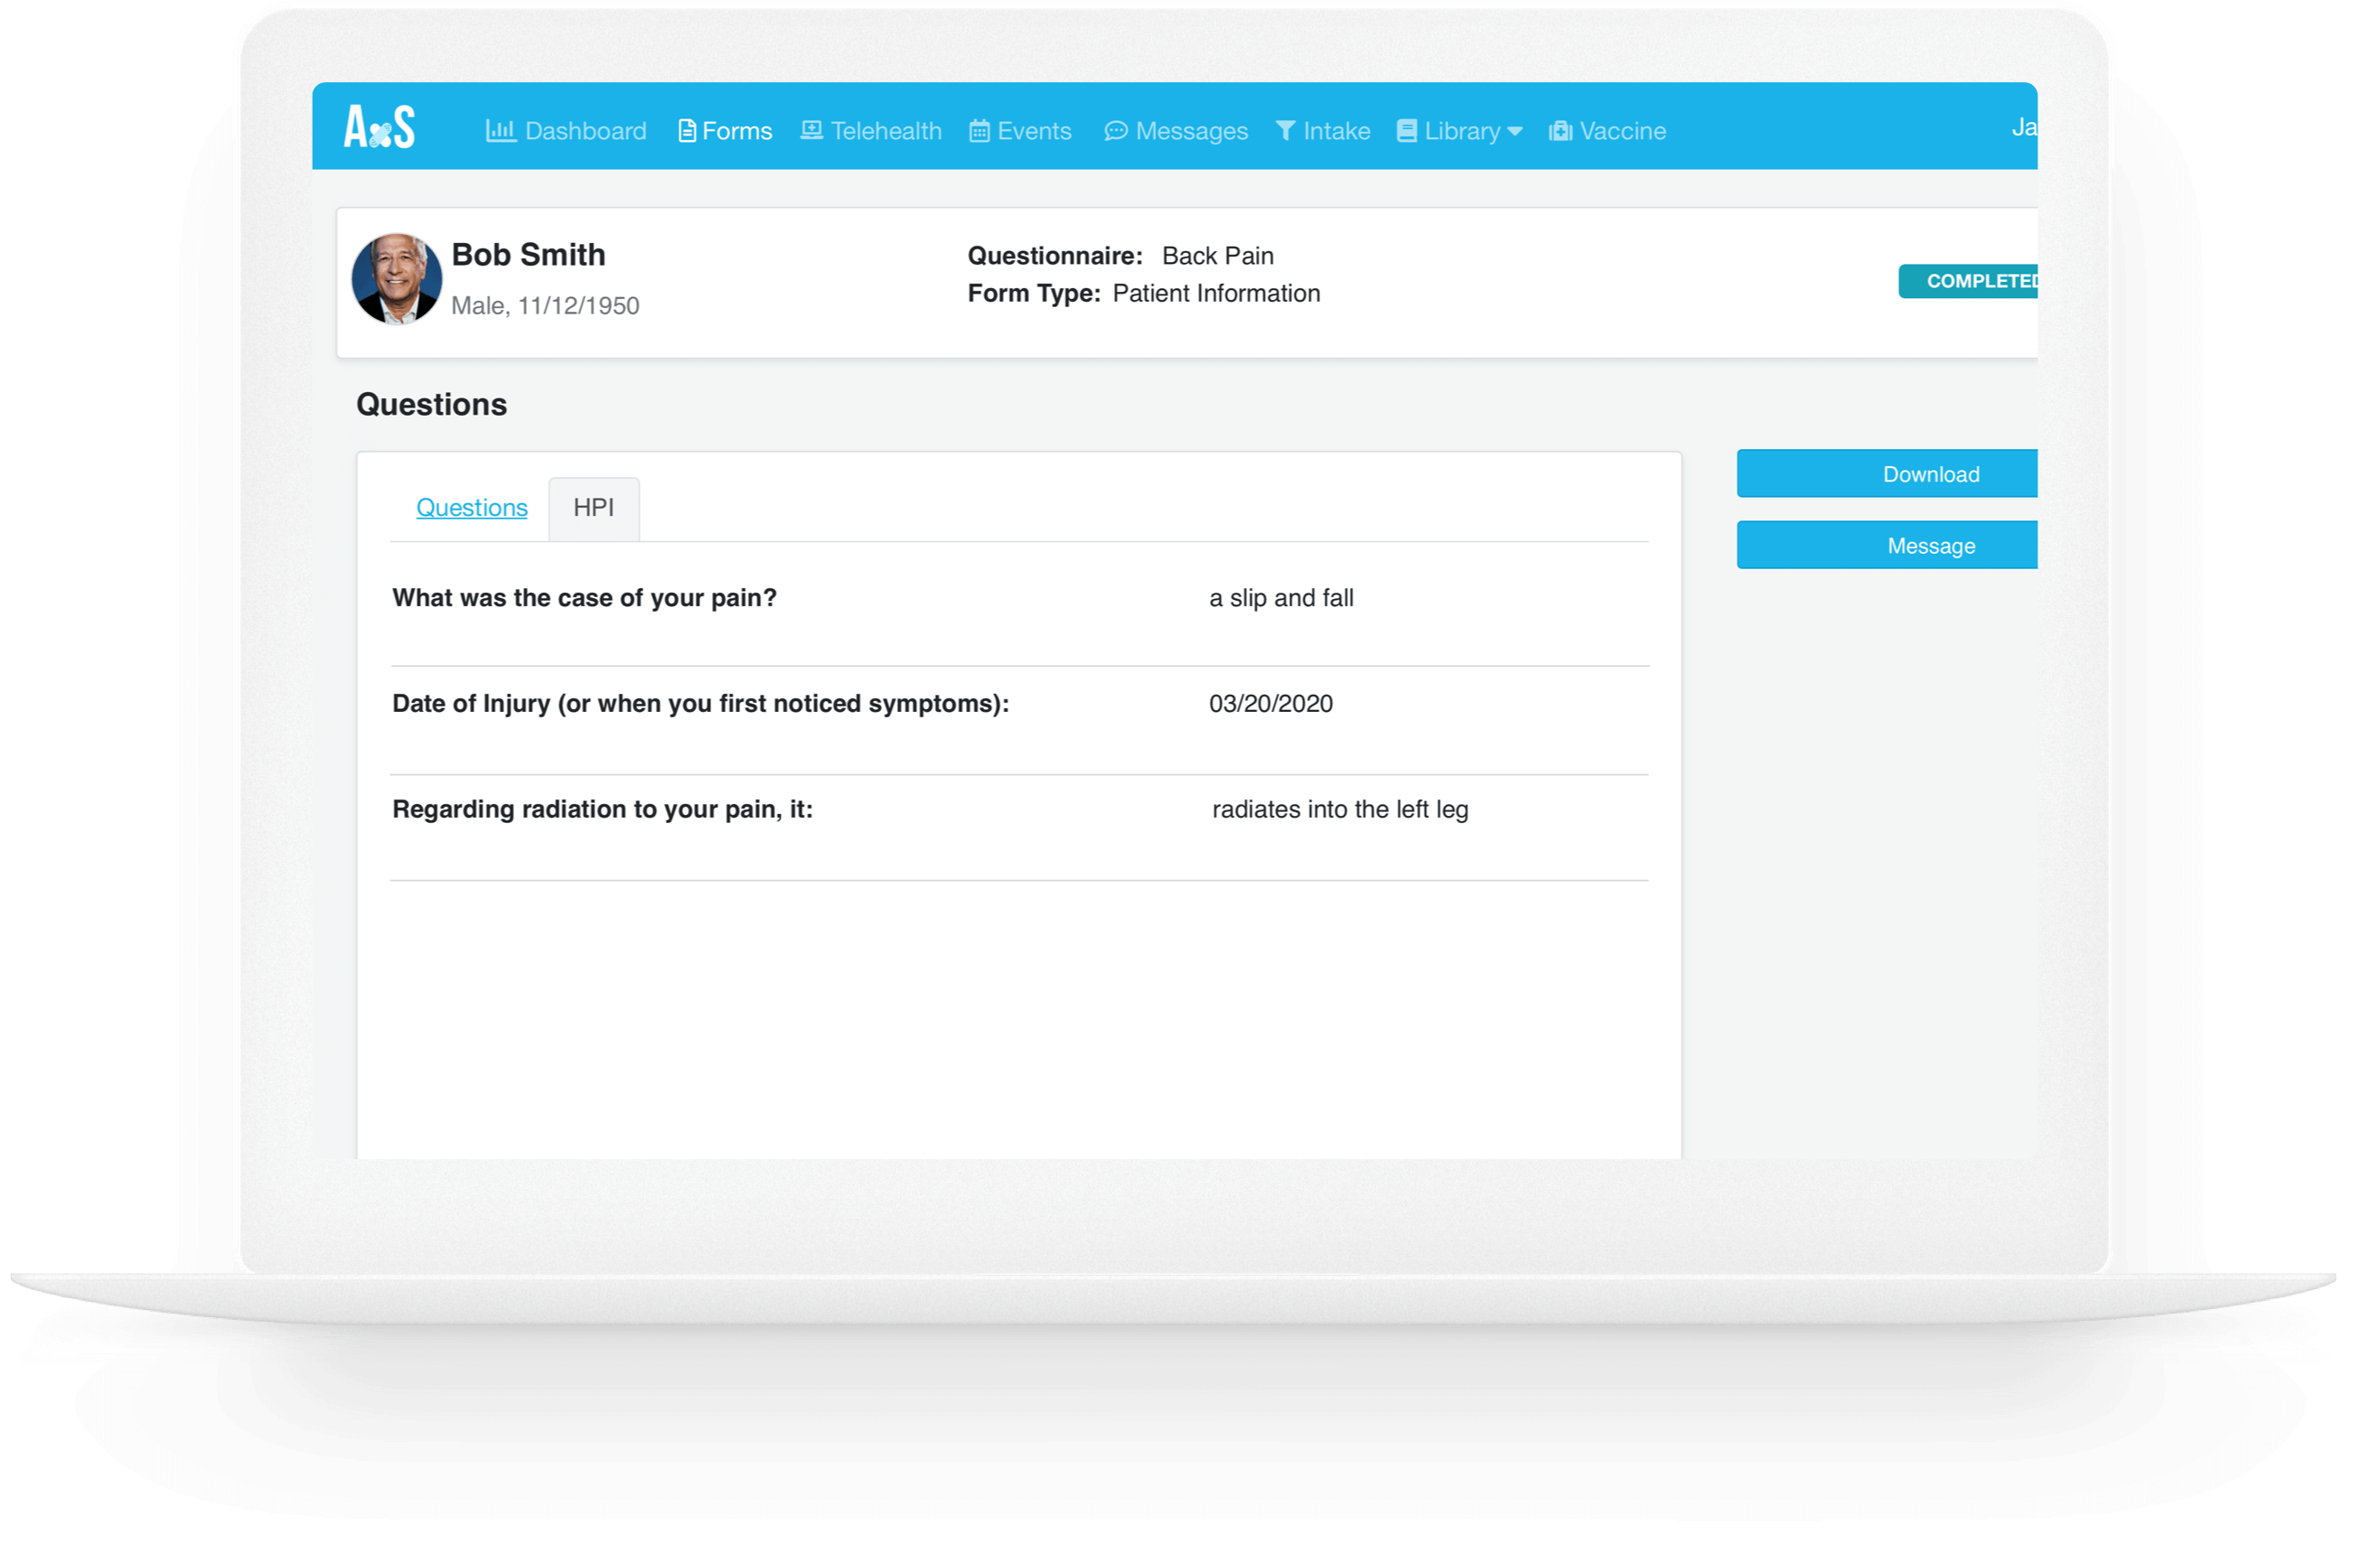 AxS Dashboard Forms Telehealth Events Messages Intake Library Vaccine Ja
Bob Smith
Male, 11/12/1950
Questionnaire: Back Pain
Form Type: Patient Information
COMPLETED
Questions
Questions HPI
Download
Message
What was the case of your pain? a slip and fall
Date of Injury (or when you first noticed symptoms): 03/20/2020
Regarding radiation to your pain, it: radiates into the left leg